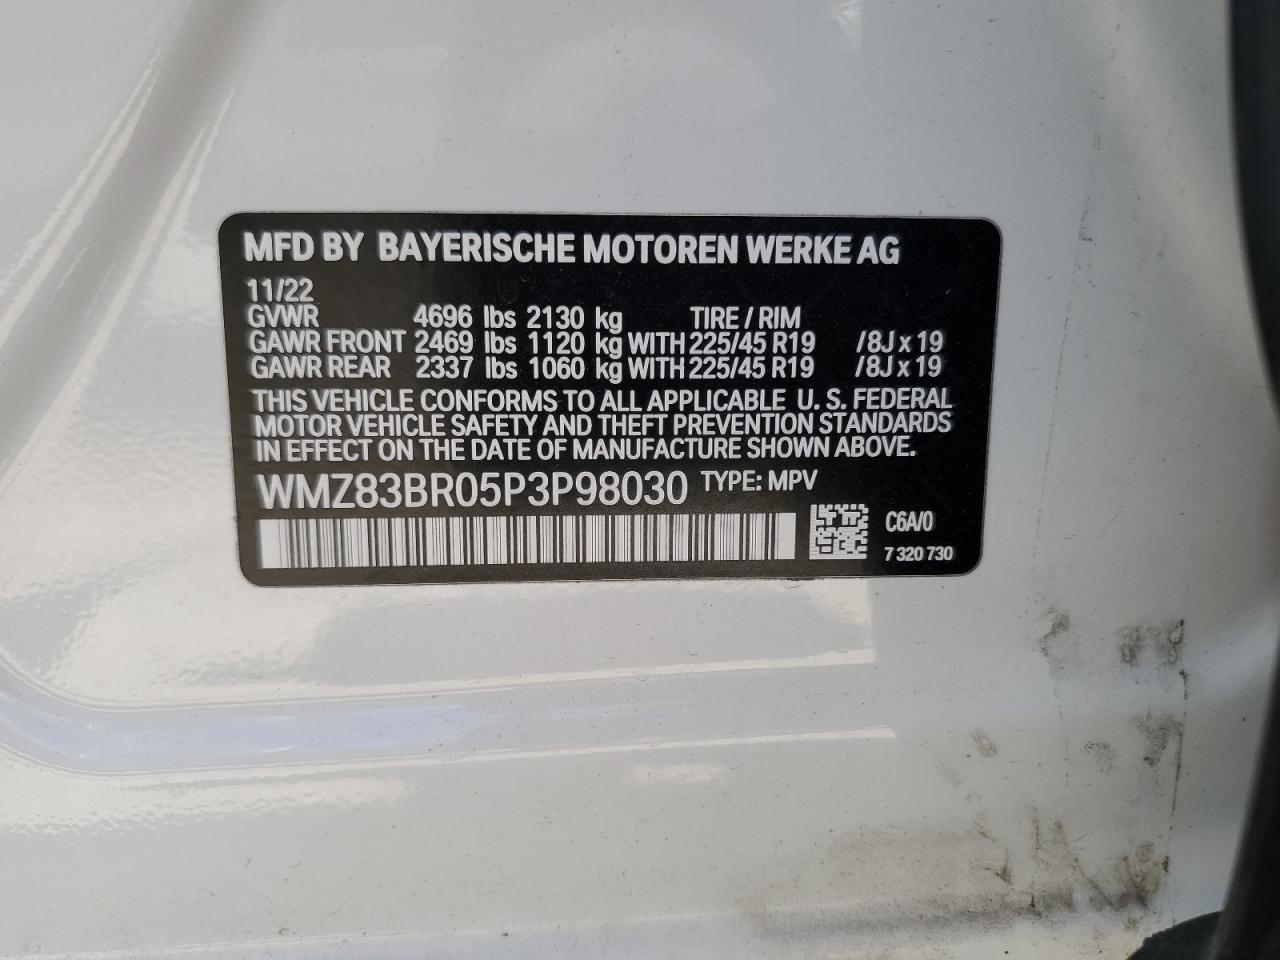 MFD BY BAYERISCHE MOTOREN WERKE AG
11/22
GVWR 4696 lbs 2130 kg TIRE / RIM
GAWR FRONT 2469 lbs 1120 kg WITH 225/45 R19 /8J x 19
GAWR REAR 2337 lbs 1060 kg WITH 225/45 R19 /8J x 19
THIS VEHICLE CONFORMS TO ALL APPLICABLE U. S. FEDERAL
MOTOR VEHICLE SAFETY AND THEFT PREVENTION STANDARDS
IN EFFECT ON THE DATE OF MANUFACTURE SHOWN ABOVE.
WMZ83BR05P3P98030 TYPE: MPV
C6A/0
7 320 730